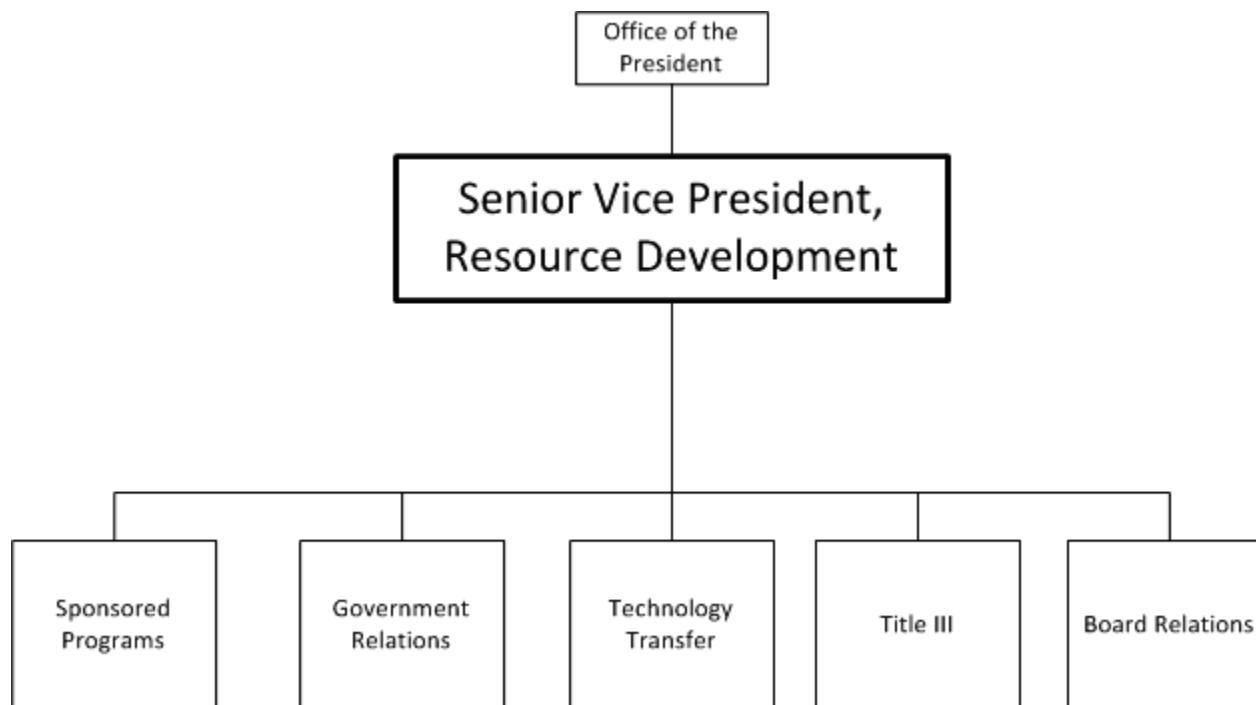 Office of the
President
Senior Vice President,
Resource Development
Sponsored
Programs
Government
Relations
Technology
Transfer
Title III
Board Relations